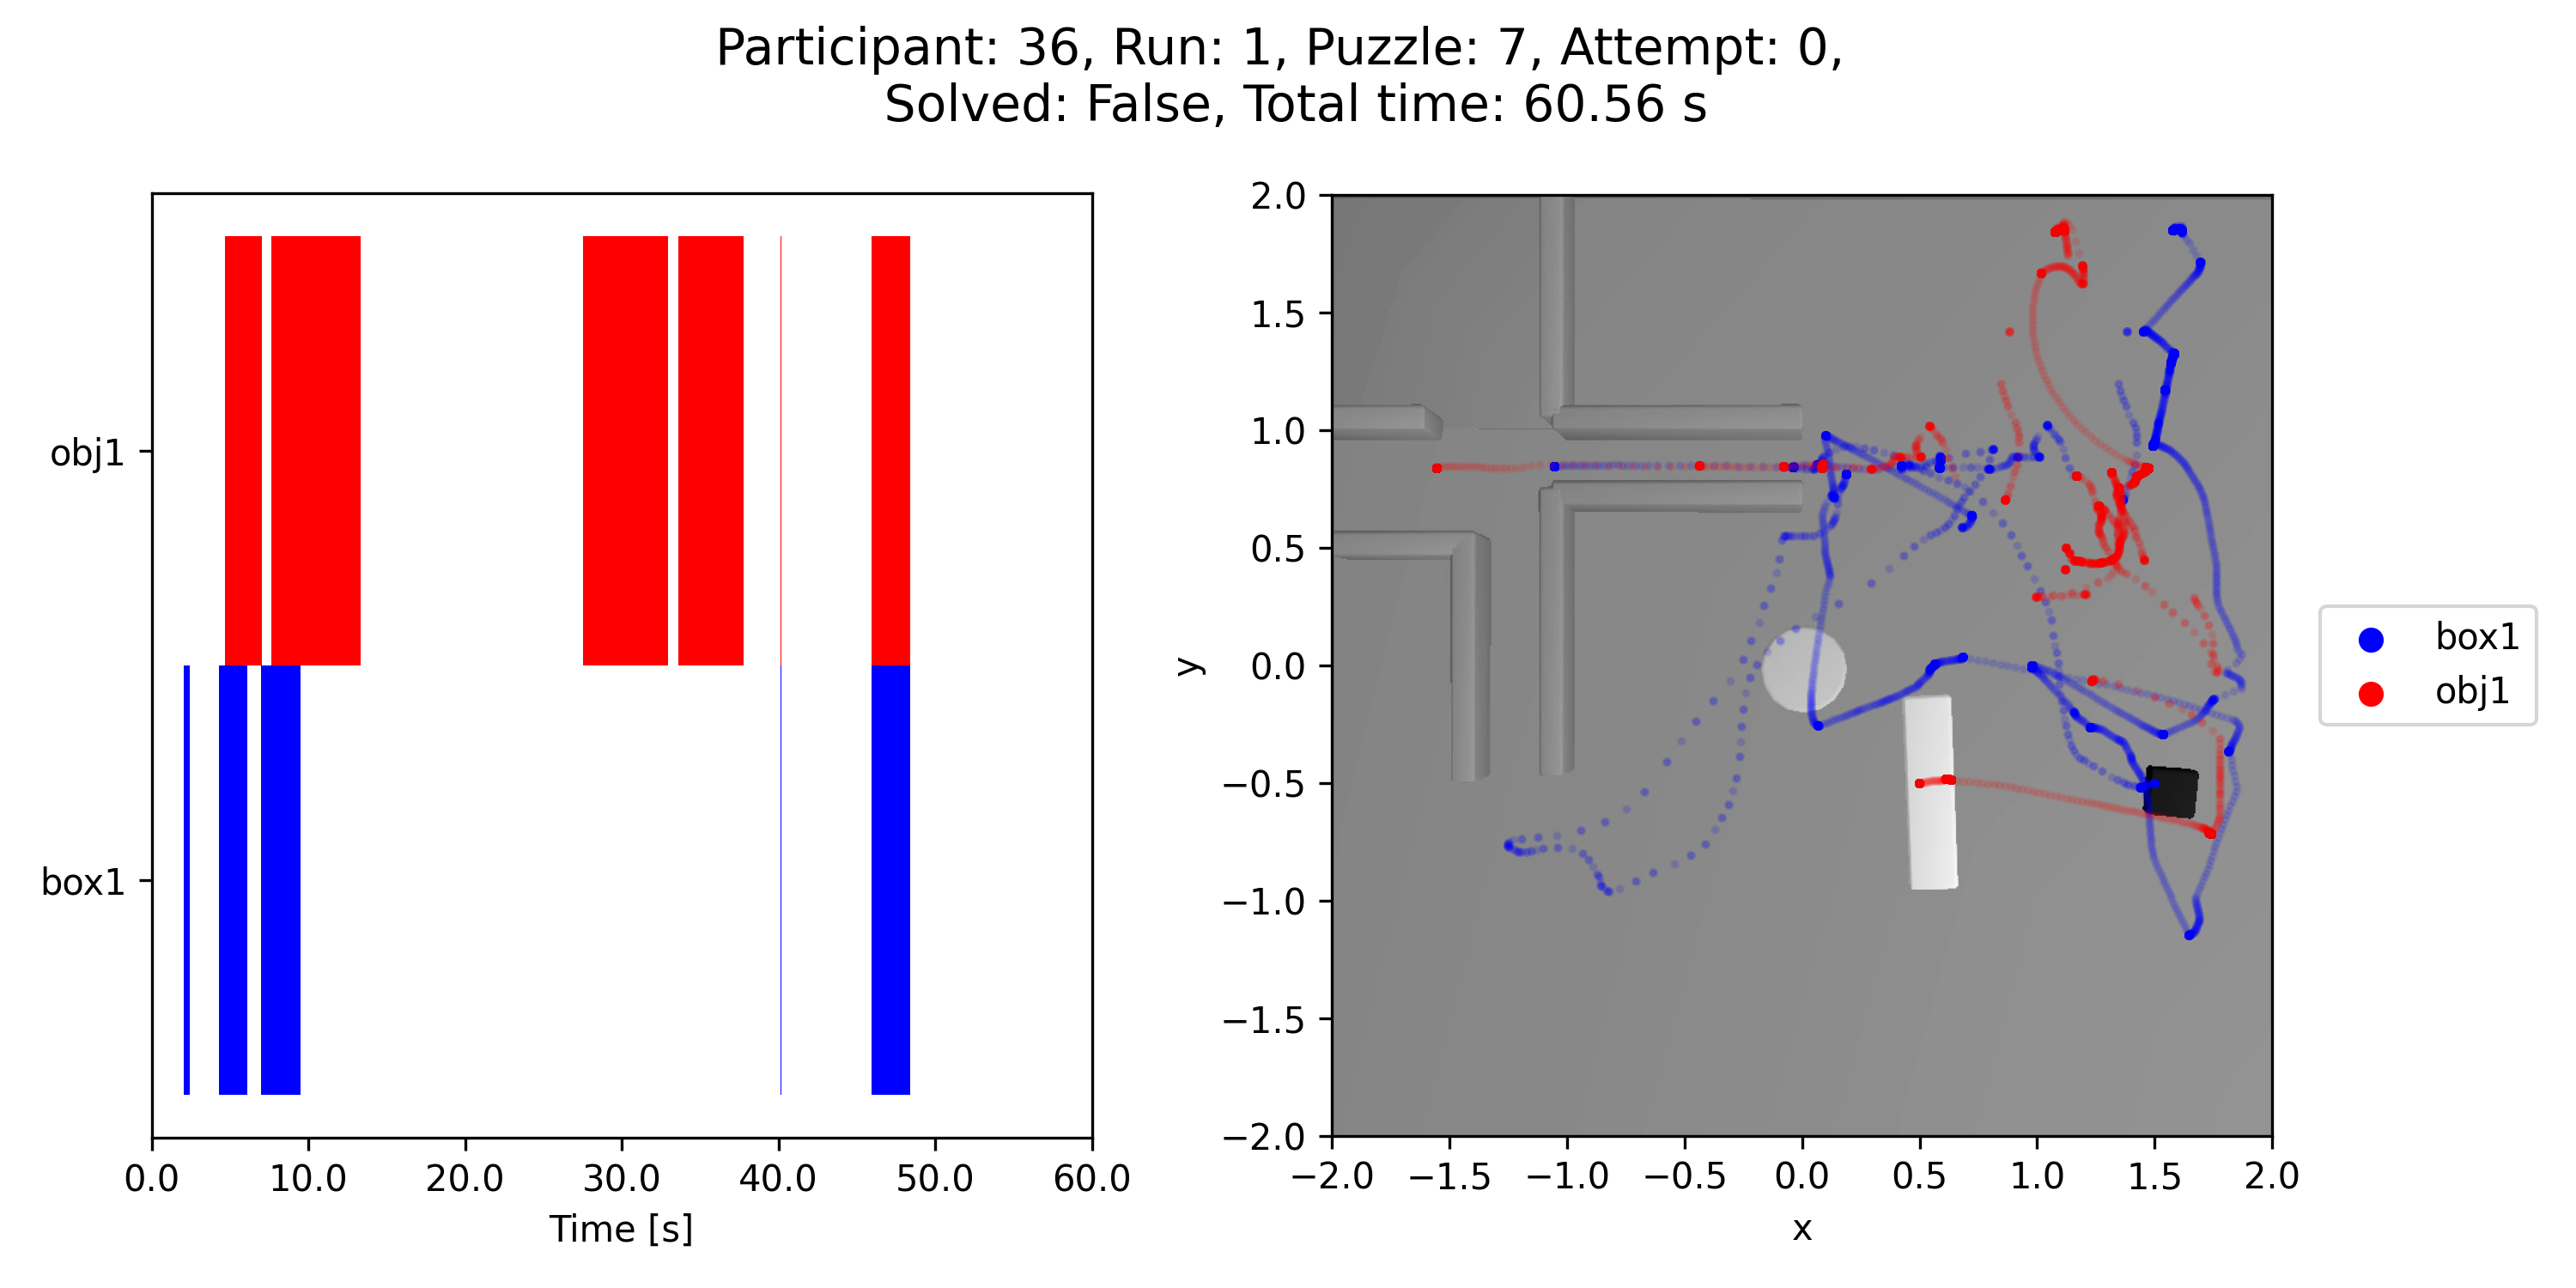 Participant: 36, Run: 1, Puzzle: 7, Attempt: 0,
Solved: False, Total time: 60.56 s
obj1
box1
0.0 10.0 20.0 30.0 40.0 50.0 60.0
Time [s]
2.0
1.5
1.0
0.5
0.0
−0.5
−1.0
−1.5
−2.0
y
−2.0 −1.5 −1.0 −0.5 0.0 0.5 1.0 1.5 2.0
x
box1
obj1